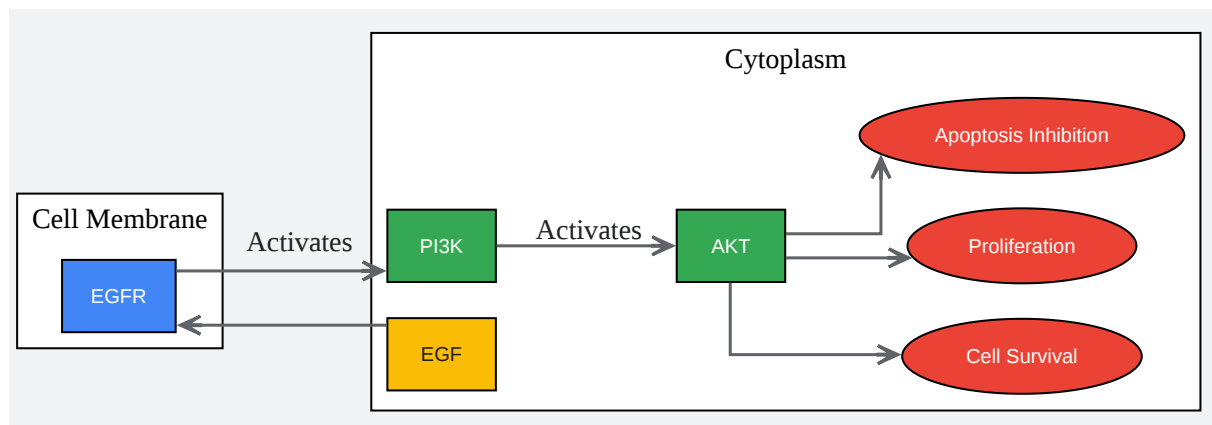 Cytoplasm
Apoptosis Inhibition
Cell Membrane
Activates
PI3K
Activates
AKT
Proliferation
EGFR
EGF
Cell Survival